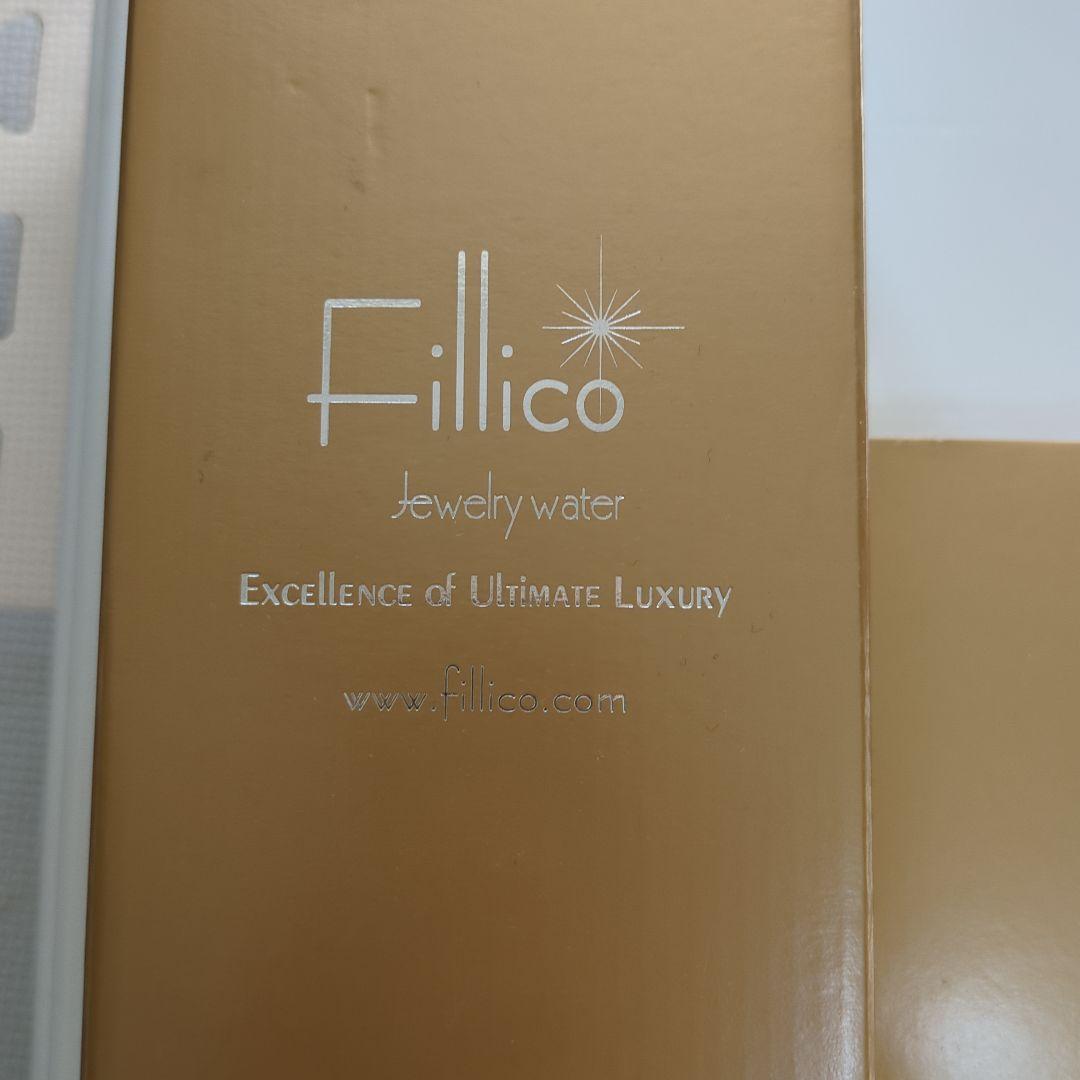 Fillico
Jewelry water
Excellence of Ultimate Luxury
www.fillico.com